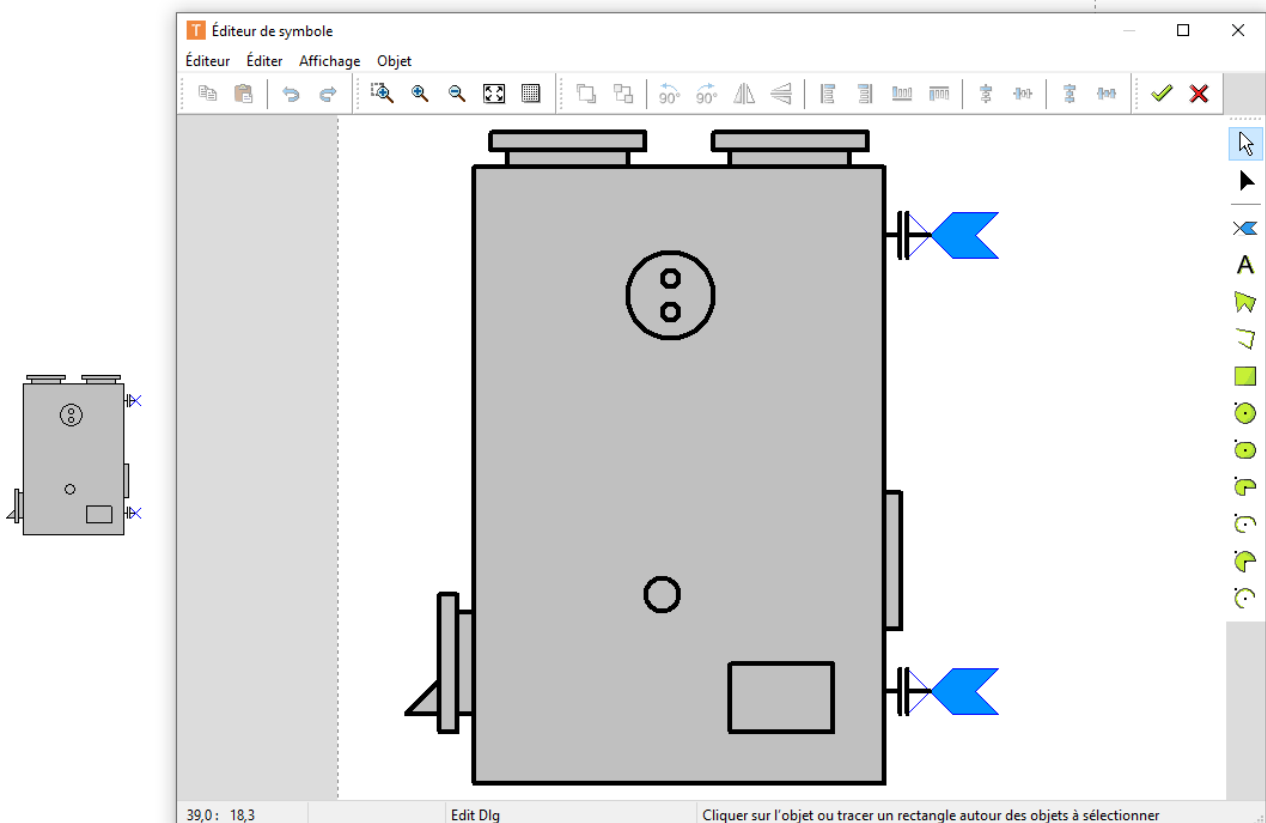 T Éditeur de symbole
Éditeur Éditer Affichage Objet
90° 90°
A
39,0 : 18,3 Edit Dlg Cliquer sur l'objet ou tracer un rectangle autour des objets à sélectionner